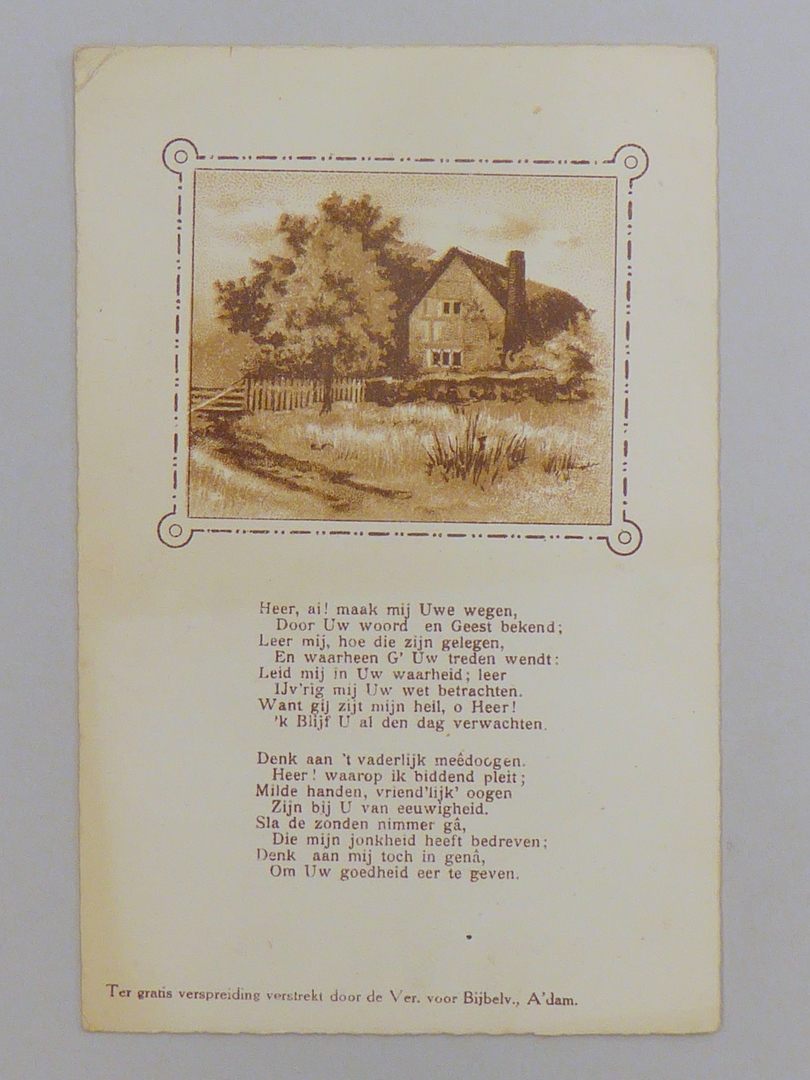 Heer, ai! maak mij Uwe wegen,
Door Uw woord en Geest bekend;
Leer mij, hoe die zijn gelegen,
En waarheen G' Uw treden wendt:
Leid mij in Uw waarheid; leer
IJv'rig mij Uw wet betrachten.
Want gij zijt mijn heil, o Heer!
'k Blijf U al den dag verwachten.
Denk aan 't vaderlijk meêdoogen.
Heer! waarop ik biddend pleit;
Milde handen, vriend'lijk' oogen
Zijn bij U van eeuwigheid.
Sla de zonden nimmer gâ,
Die mijn jonkheid heeft bedreven;
Denk aan mij toch in genâ,
Om Uw goedheid eer te geven.
Ter gratis verspreiding verstrekt door de Ver. voor Bijbelv., A'dam.